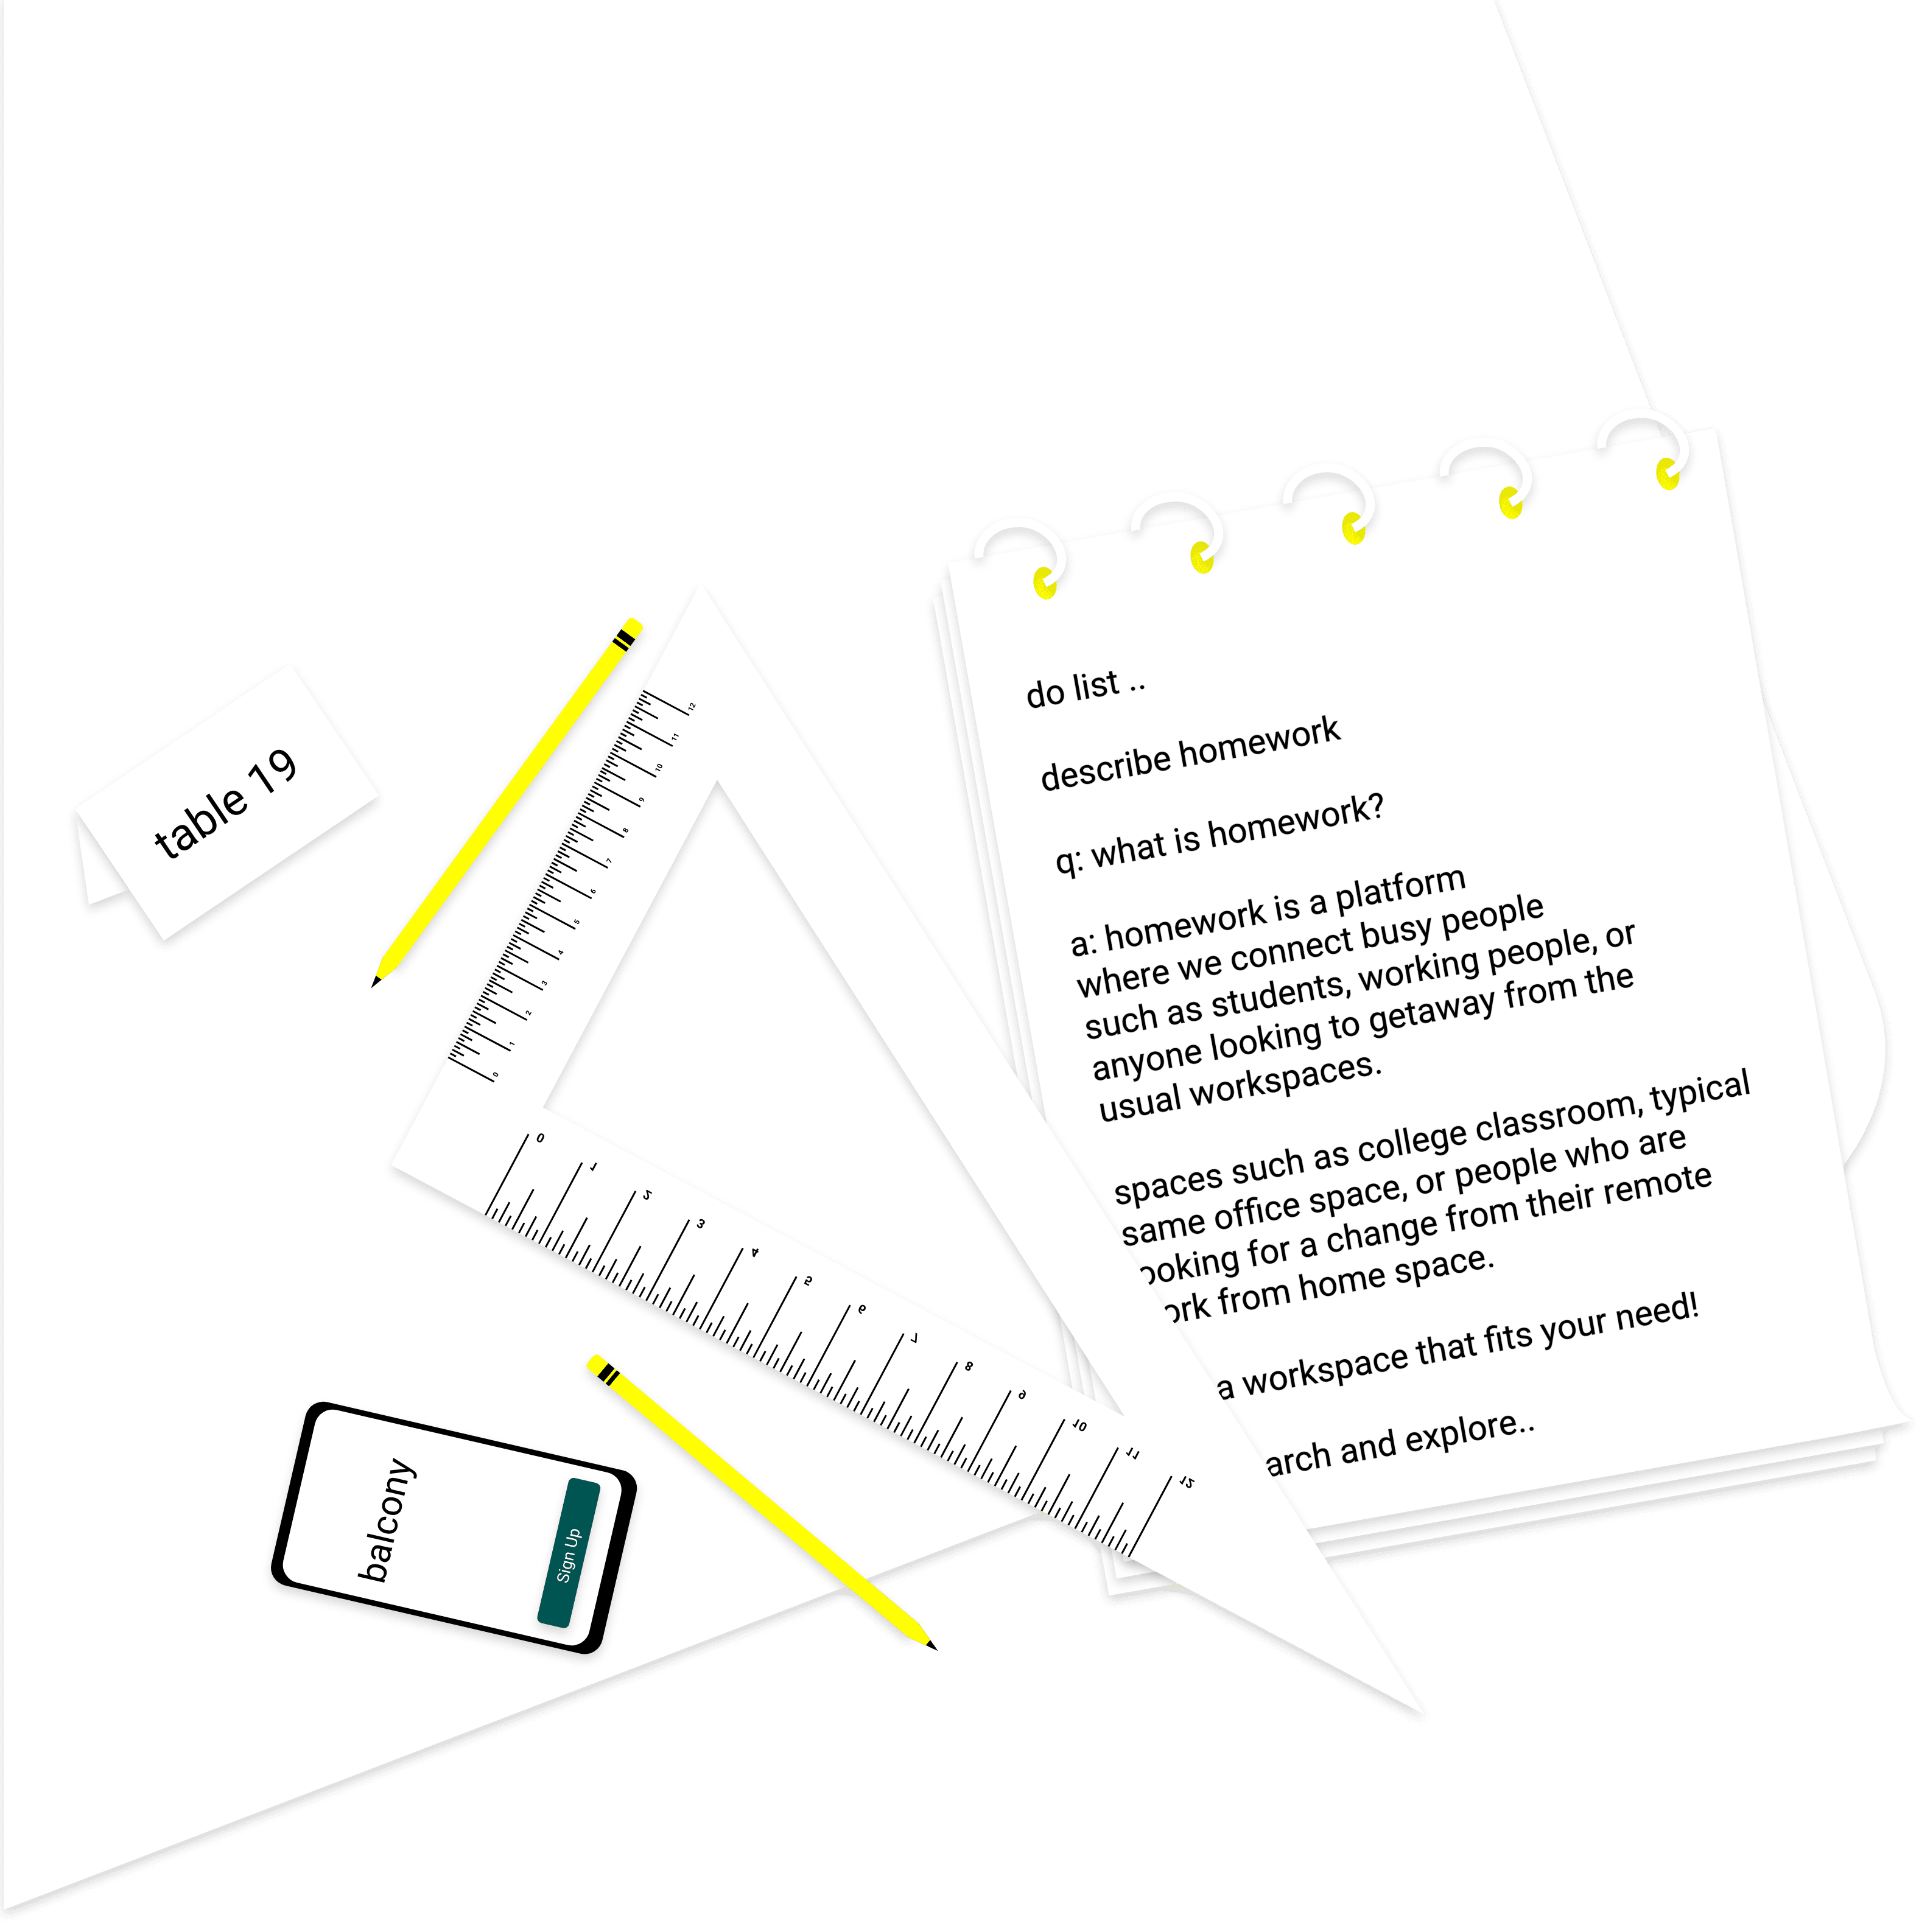 table 19
do list ..
describe homework
q: what is homework?
a: homework is a platform
where we connect busy people
such as students, working people, or
anyone looking to getaway from the
usual workspaces.
spaces such as college classroom, typical
same office space, or people who are
ooking for a change from their remote
ork from home space.
a workspace that fits your need!
arch and explore..
12
11
10
9
8
7
6
5
4
3
2
1
0
0
1
2
3
4
5
6
7
8
9
10
11
12
balcony
Sign Up